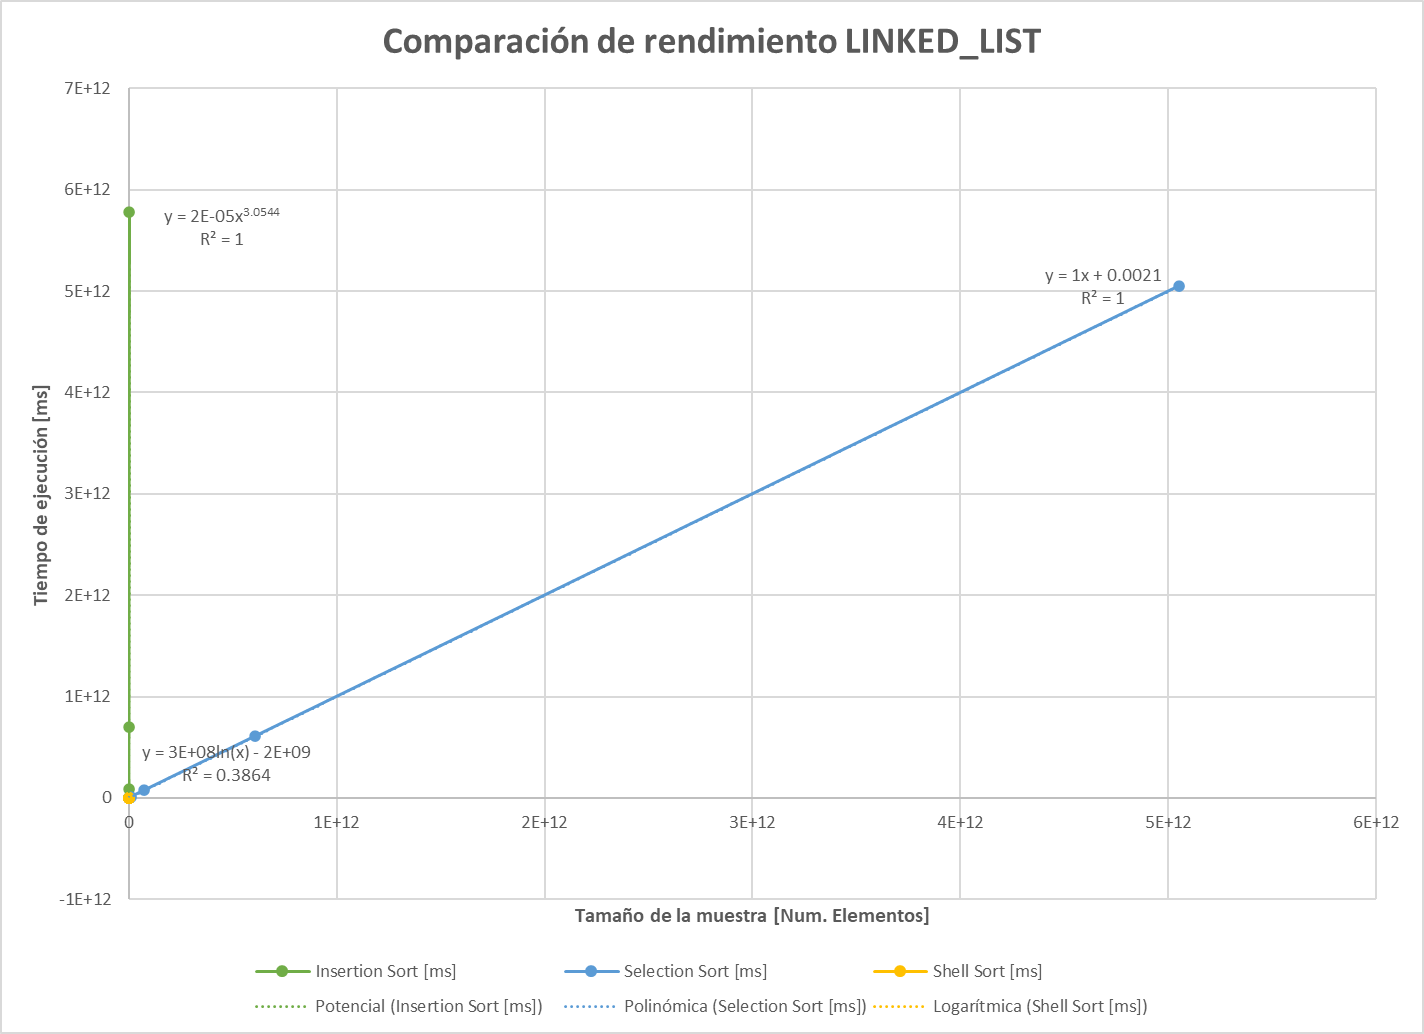 Comparación de rendimiento LINKED_LIST
7E+12
6E+12
5E+12
4E+12
3E+12
2E+12
1E+12
0
-1E+12
Tiempo de ejecución [ms]
y = 2E-05x^3.0544
R² = 1
y = 1x + 0.0021
R² = 1
y = 3E+08ln(x) - 2E+09
R² = 0.3864
0 1E+12 2E+12 3E+12 4E+12 5E+12 6E+12
Tamaño de la muestra [Num. Elementos]
Insertion Sort [ms] Selection Sort [ms] Shell Sort [ms]
Potencial (Insertion Sort [ms]) Polinómica (Selection Sort [ms]) Logarítmica (Shell Sort [ms])